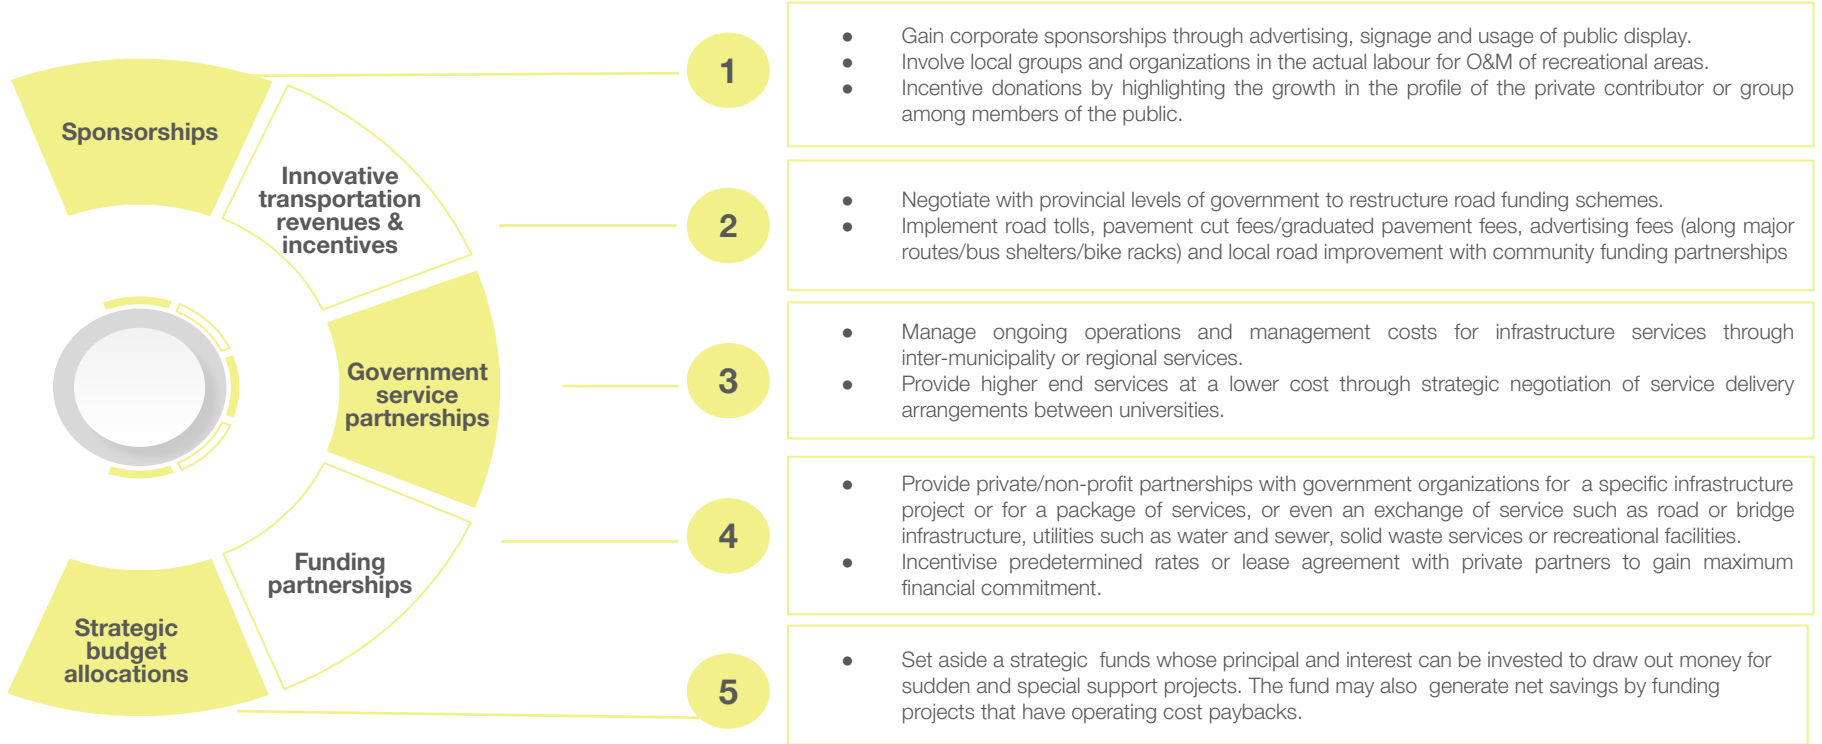 Sponsorships
Innovative
transportation
revenues &
incentives
Government
service
partnerships
Funding
partnerships
Strategic
budget
allocations
1
● Gain corporate sponsorships through advertising, signage and usage of public display.
● Involve local groups and organizations in the actual labour for O&M of recreational areas.
● Incentive donations by highlighting the growth in the profile of the private contributor or group
among members of the public.
2
● Negotiate with provincial levels of government to restructure road funding schemes.
● Implement road tolls, pavement cut fees/graduated pavement fees, advertising fees (along major
routes/bus shelters/bike racks) and local road improvement with community funding partnerships
3
● Manage ongoing operations and management costs for infrastructure services through
inter-municipality or regional services.
● Provide higher end services at a lower cost through strategic negotiation of service delivery
arrangements between universities.
4
● Provide private/non-profit partnerships with government organizations for a specific infrastructure
project or for a package of services, or even an exchange of service such as road or bridge
infrastructure, utilities such as water and sewer, solid waste services or recreational facilities.
● Incentivise predetermined rates or lease agreement with private partners to gain maximum
financial commitment.
5
● Set aside a strategic funds whose principal and interest can be invested to draw out money for
sudden and special support projects. The fund may also generate net savings by funding
projects that have operating cost paybacks.